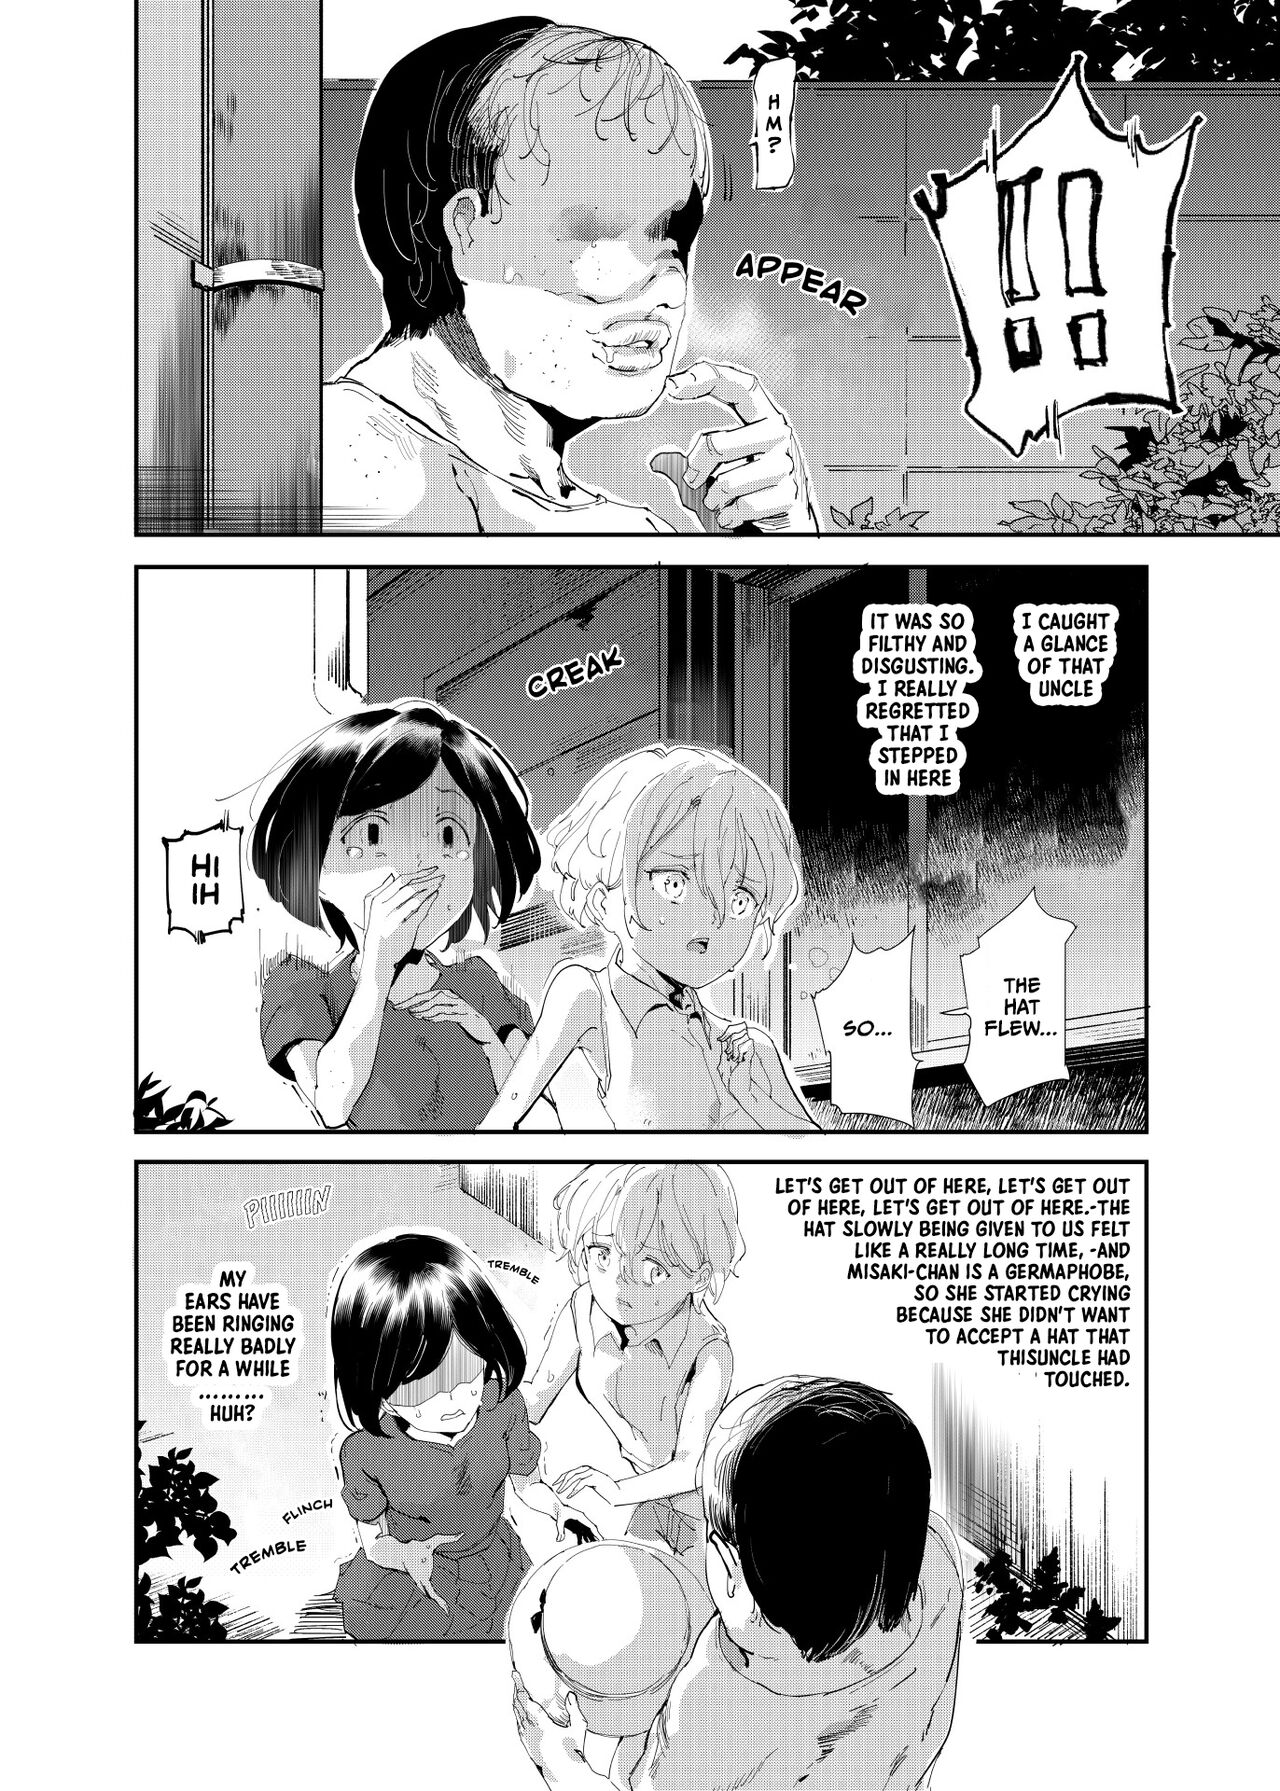 !!
HM?
APPEAR
I CAUGHT
A GLANCE
OF THAT
UNCLE
IT WAS SO
FILTHY AND
DISGUSTING.
I REALLY
REGRETTED
THAT I
STEPPED
IN HERE
CREAK
HI
IH
THE
HAT
FLEW...
SO...
LET'S GET OUT OF HERE, LET'S GET OUT
OF HERE, LET'S GET OUT OF HERE.-THE
HAT SLOWLY BEING GIVEN TO US FELT
LIKE A REALLY LONG TIME, -AND
MISAKI-CHAN IS A GERMAPHOBE,
SO SHE STARTED CRYING
BECAUSE SHE DIDN'T WANT
TO ACCEPT A HAT THAT
THISUNCLE HAD
TOUCHED.
TREMBLE
PIIIIIIN
MY
EARS HAVE
BEEN RINGING
REALLY BADLY
FOR A WHILE
.........
HUH?
FLINCH
TREMBLE